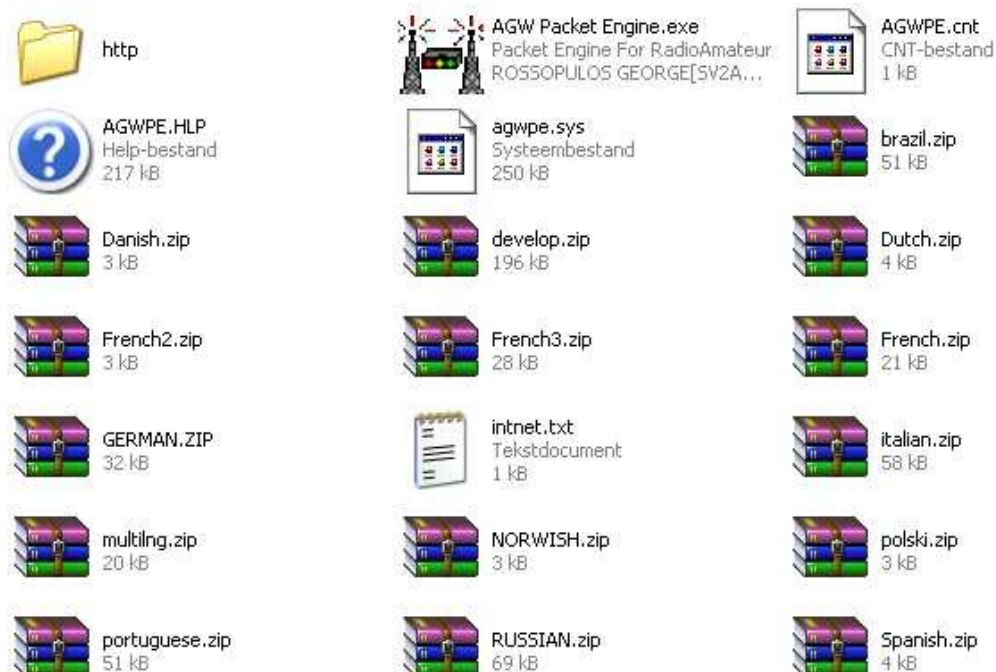 http
AGW Packet Engine.exe
Packet Engine For RadioAmateur
ROSSOPULOS GEORGE[SV2A...
AGWPE.cnt
CNT-bestand
1 kB
AGWPE.HLP
Help-bestand
217 kB
agwpe.sys
Systeembestand
250 kB
brazil.zip
51 kB
Danish.zip
3 kB
develop.zip
196 kB
Dutch.zip
4 kB
French2.zip
3 kB
French3.zip
28 kB
French.zip
21 kB
GERMAN.ZIP
32 kB
intnet.txt
Tekstdocument
1 kB
italian.zip
58 kB
multilng.zip
20 kB
NORWISH.zip
3 kB
polski.zip
3 kB
portuguese.zip
51 kB
RUSSIAN.zip
69 kB
Spanish.zip
4 kB